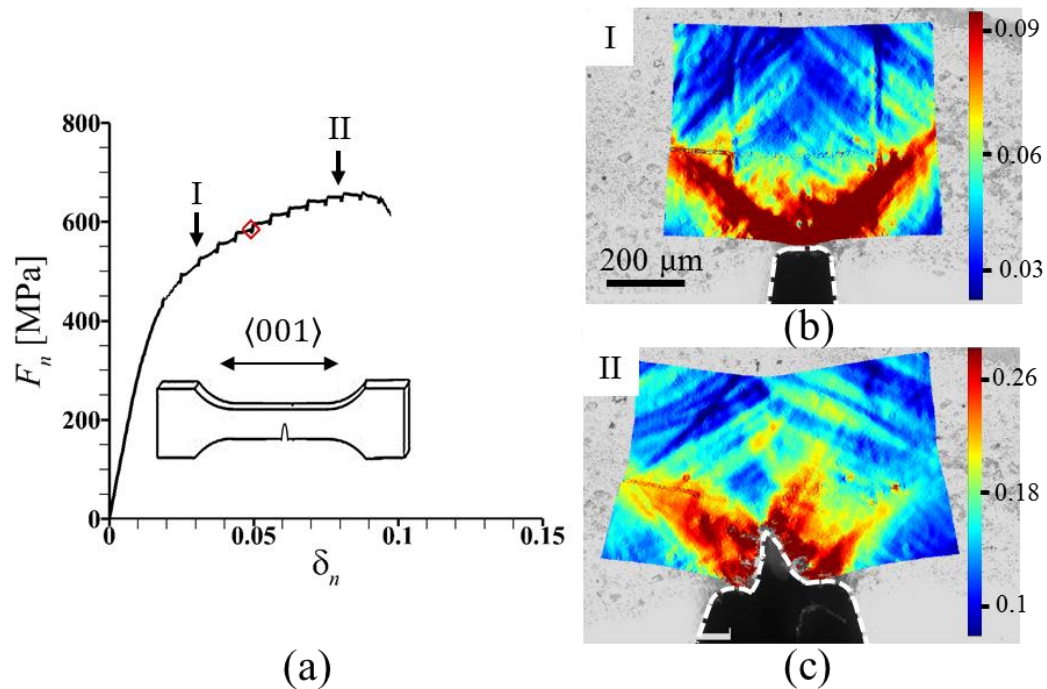 800
600
400
200
0
F_n [MPa]
I
II
⟨001⟩
0
0.05
0.1
0.15
δ_n
(a)
I
0.09
0.06
0.03
200 µm
(b)
II
0.26
0.18
0.1
(c)